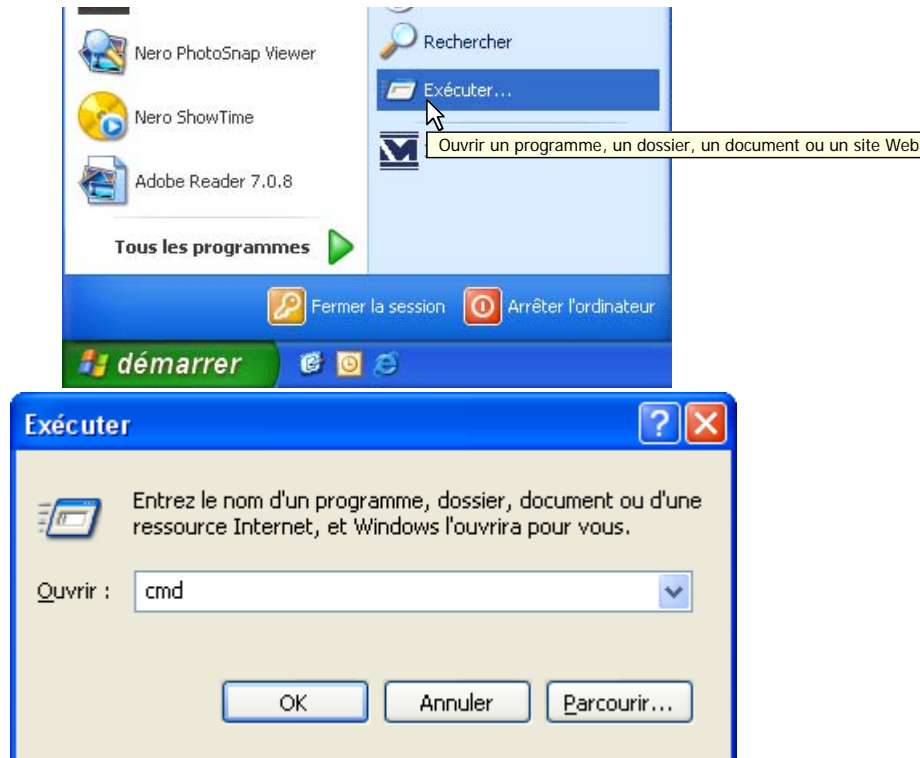 Nero PhotoSnap Viewer
Nero ShowTime
Adobe Reader 7.0.8
Tous les programmes
Rechercher
Exécuter...
Ouvrir un programme, un dossier, un document ou un site Web
Fermer la session
Arrêter l'ordinateur
démarrer
Exécuter
Entrez le nom d'un programme, dossier, document ou d'une
ressource Internet, et Windows l'ouvrira pour vous.
Ouvrir : cmd
OK Annuler Parcourir...